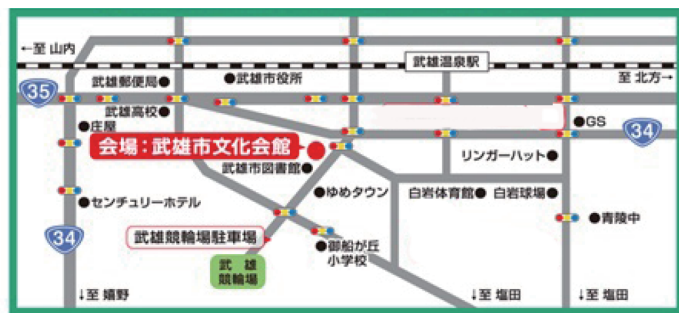 ←至 山内
武雄温泉駅
武雄郵便局
武雄市役所
至 北方→
35
武雄高校
庄屋
GS
34
会場：武雄市文化会館
リンガーハット
武雄市図書館
ゆめタウン
白岩体育館
白岩球場
センチュリーホテル
青陵中
武雄競輪場駐車場
34
御船が丘
小学校
武 雄
競輪場
↓至 嬉野
↓至 塩田
↓至 塩田